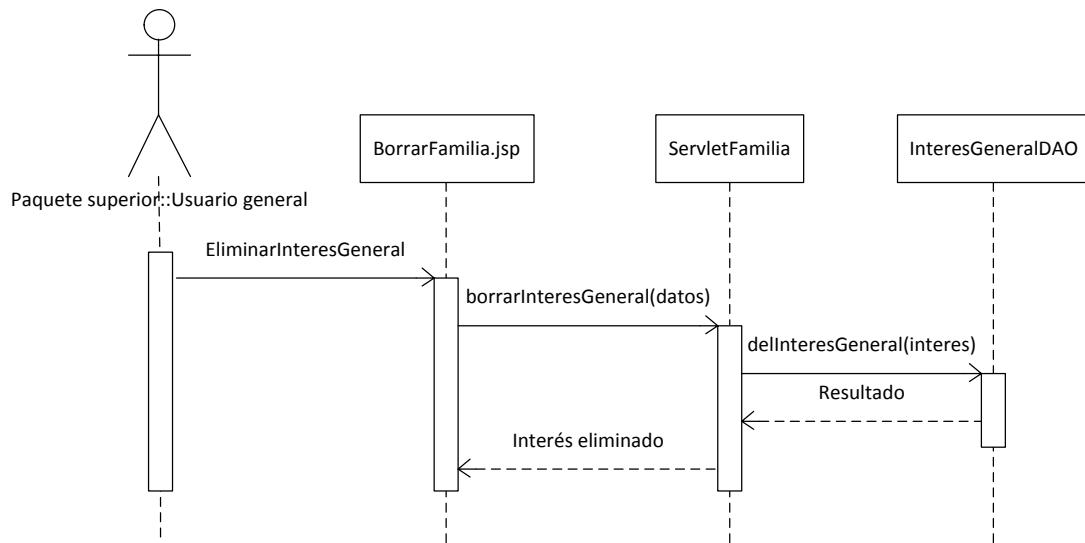 BorrarFamilia.jsp
ServletFamilia
InteresGeneralDAO
Paquete superior::Usuario general
EliminarInteresGeneral
borrarInteresGeneral(datos)
delInteresGeneral(interes)
Resultado
Interés eliminado